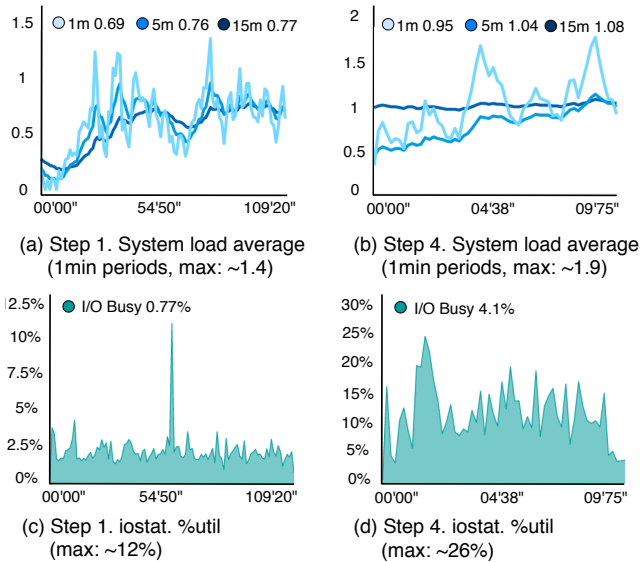 1.5
1m 0.69 5m 0.76 15m 0.77
1
0.5
0
00'00" 54'50" 109'20"
(a) Step 1. System load average
(1min periods, max: ~1.4)
2
1m 0.95 5m 1.04 15m 1.08
1.5
1
0.5
0
00'00" 04'38" 09'75"
(b) Step 4. System load average
(1min periods, max: ~1.9)
12.5%
I/O Busy 0.77%
10%
7.5%
5%
2.5%
0%
00'00" 54'50" 109'20"
(c) Step 1. iostat. %util
(max: ~12%)
30%
I/O Busy 4.1%
25%
20%
15%
10%
5%
0%
00'00" 04'38" 09'75"
(d) Step 4. iostat. %util
(max: ~26%)